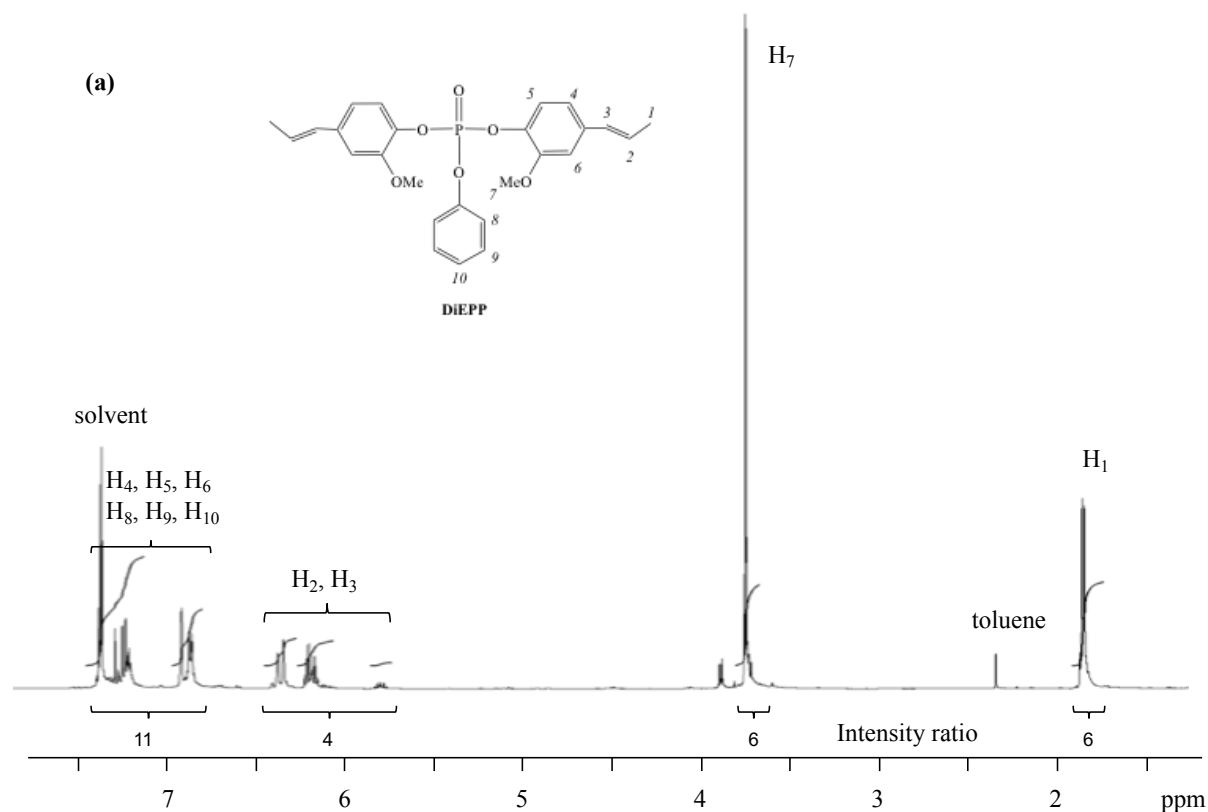 (a)
O
5
4
3
1
2
O
P
O
6
O
OMe
7
MeO
8
9
10
DiEPP
H7
solvent
H4, H5, H6
H8, H9, H10
H2, H3
toluene
H1
11
4
6
Intensity ratio
6
7
6
5
4
3
2
ppm